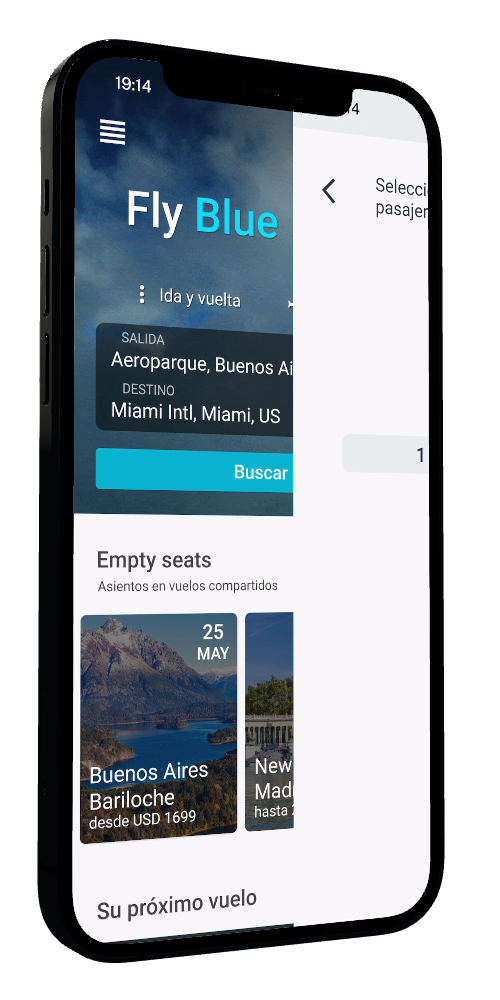 19:14
Fly Blue
Ida y vuelta
SALIDA
Aeroparque, Buenos Ai
DESTINO
Miami Intl, Miami, US
Buscar
Empty seats
Asientos en vuelos compartidos
25
MAY
Buenos Aires
Bariloche
desde USD 1699
New
Mad
hasta
Su próximo vuelo
14
Selecci
pasajer
1